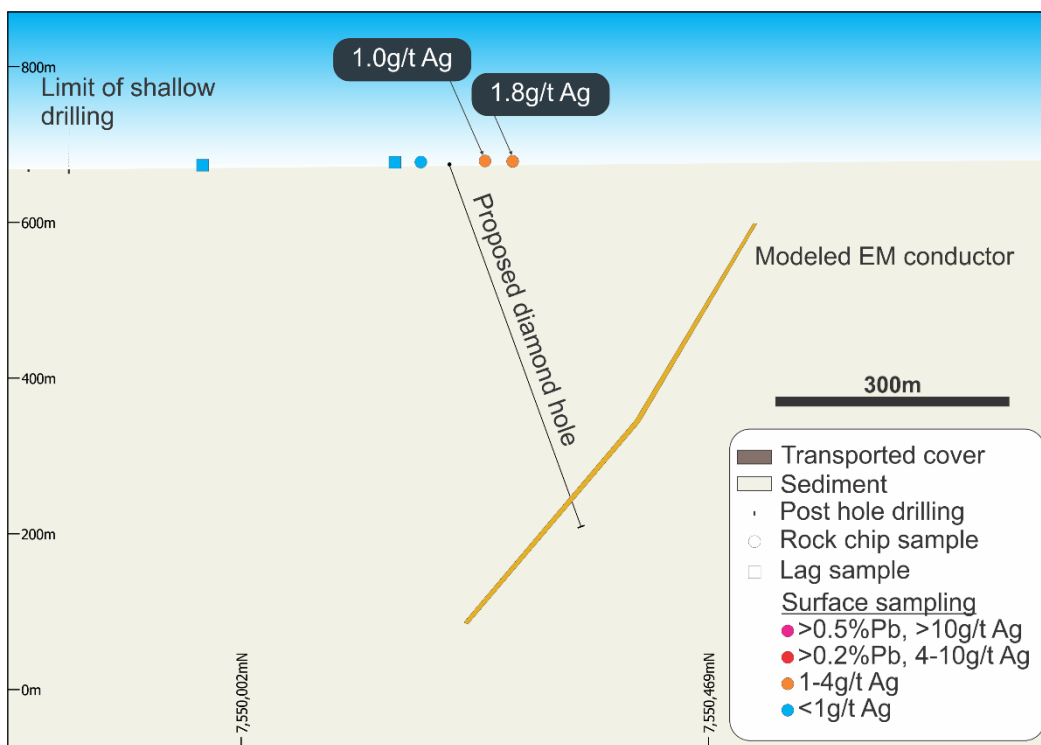 1.0g/t Ag
800m
Limit of shallow
drilling
1.8g/t Ag
600m
Proposed diamond hole
Modeled EM conductor
400m
300m
Transported cover
Sediment
Post hole drilling
Rock chip sample
Lag sample
Surface sampling
>0.5%Pb, >10g/t Ag
>0.2%Pb, 4-10g/t Ag
1-4g/t Ag
<1g/t Ag
200m
0m
7,550,002mN
7,550,469mN